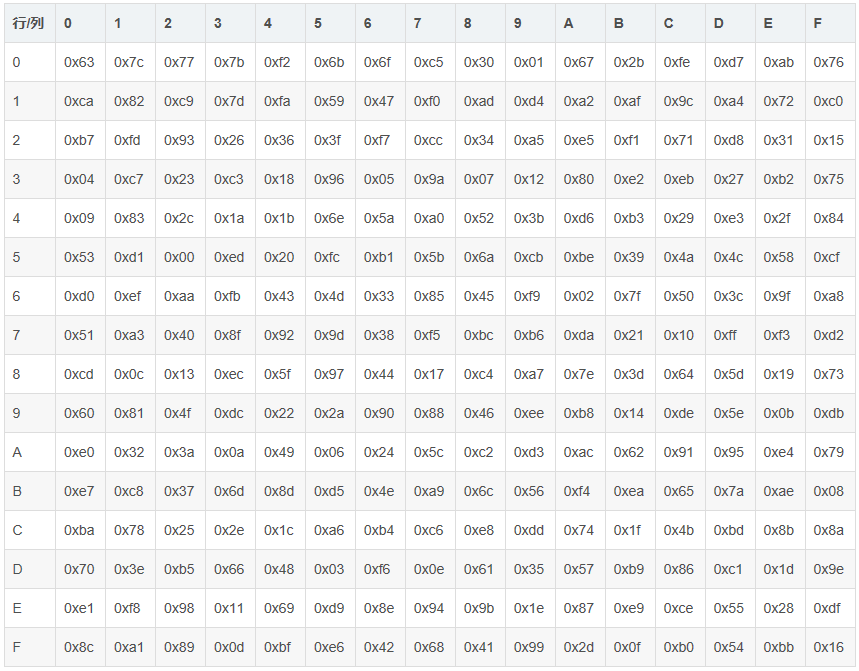 行/列 0 1 2 3 4 5 6 7 8 9 A B C D E F
0 0x63 0x7c 0x77 0x7b 0xf2 0x6b 0x6f 0xc5 0x30 0x01 0x67 0x2b 0xfe 0xd7 0xab 0x76
1 0xca 0x82 0xc9 0x7d 0xfa 0x59 0x47 0xf0 0xad 0xd4 0xa2 0xaf 0x9c 0xa4 0x72 0xc0
2 0xb7 0xfd 0x93 0x26 0x36 0x3f 0xf7 0xcc 0x34 0xa5 0xe5 0xf1 0x71 0xd8 0x31 0x15
3 0x04 0xc7 0x23 0xc3 0x18 0x96 0x05 0x9a 0x07 0x12 0x80 0xe2 0xeb 0x27 0xb2 0x75
4 0x09 0x83 0x2c 0x1a 0x1b 0x6e 0x5a 0xa0 0x52 0x3b 0xd6 0xb3 0x29 0xe3 0x2f 0x84
5 0x53 0xd1 0x00 0xed 0x20 0xfc 0xb1 0x5b 0x6a 0xcb 0xbe 0x39 0x4a 0x4c 0x58 0xcf
6 0xd0 0xef 0xaa 0xfb 0x43 0x4d 0x33 0x85 0x45 0xf9 0x02 0x7f 0x50 0x3c 0x9f 0xa8
7 0x51 0xa3 0x40 0x8f 0x92 0x9d 0x38 0xf5 0xbc 0xb6 0xda 0x21 0x10 0xff 0xf3 0xd2
8 0xcd 0x0c 0x13 0xec 0x5f 0x97 0x44 0x17 0xc4 0xa7 0x7e 0x3d 0x64 0x5d 0x19 0x73
9 0x60 0x81 0x4f 0xdc 0x22 0x2a 0x90 0x88 0x46 0xee 0xb8 0x14 0xde 0x5e 0x0b 0xdb
A 0xe0 0x32 0x3a 0x0a 0x49 0x06 0x24 0x5c 0xc2 0xd3 0xac 0x62 0x91 0x95 0xe4 0x79
B 0xe7 0xc8 0x37 0x6d 0x8d 0xd5 0x4e 0xa9 0x6c 0x56 0xf4 0xea 0x65 0x7a 0xae 0x08
C 0xba 0x78 0x25 0x2e 0x1c 0xa6 0xb4 0xc6 0xe8 0xdd 0x74 0x1f 0x4b 0xbd 0x8b 0x8a
D 0x70 0x3e 0xb5 0x66 0x48 0x03 0xf6 0x0e 0x61 0x35 0x57 0xb9 0x86 0xc1 0x1d 0x9e
E 0xe1 0xf8 0x98 0x11 0x69 0xd9 0x8e 0x94 0x9b 0x1e 0x87 0xe9 0xce 0x55 0x28 0xdf
F 0x8c 0xa1 0x89 0x0d 0xbf 0xe6 0x42 0x68 0x41 0x99 0x2d 0x0f 0xb0 0x54 0xbb 0x16